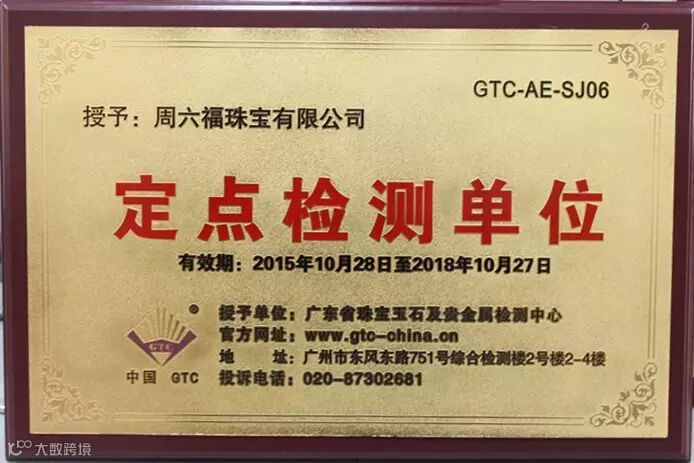 GTC-AE-SJ06
授予：周六福珠宝有限公司
定点检测单位
有效期：2015年10月28日至2018年10月27日
授予单位：广东省珠宝玉石及贵金属检测中心
官方网址：www.gtc-china.cn
地 址：广州市东风东路751号综合检测楼2号楼2-4楼
投诉电话：020-87302681
®
GTC
中国 GTC
大数跨境